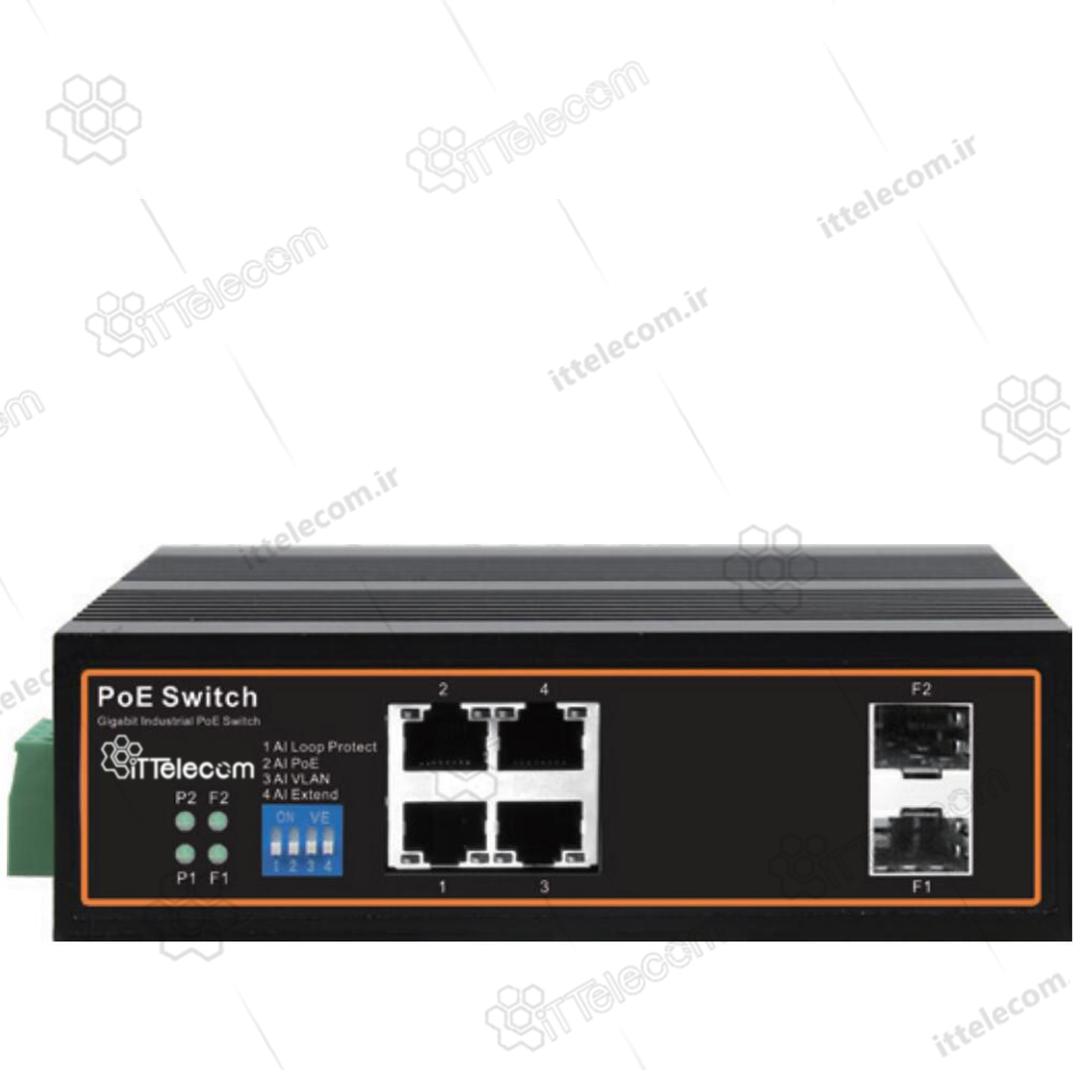 iTTelecom
ittelecom.ir
iTTelecom
ittelecom.ir
ittelecom.ir
PoE Switch
Gigabit Industrial PoE Switch
iTTelecom
1 AI Loop Protect
2 AI PoE
3 AI VLAN
4 AI Extend
P2 F2
P1 F1
ON VE
1 2 3 4
2 4
1 3
F2
F1
iTTelecom
ittelecom